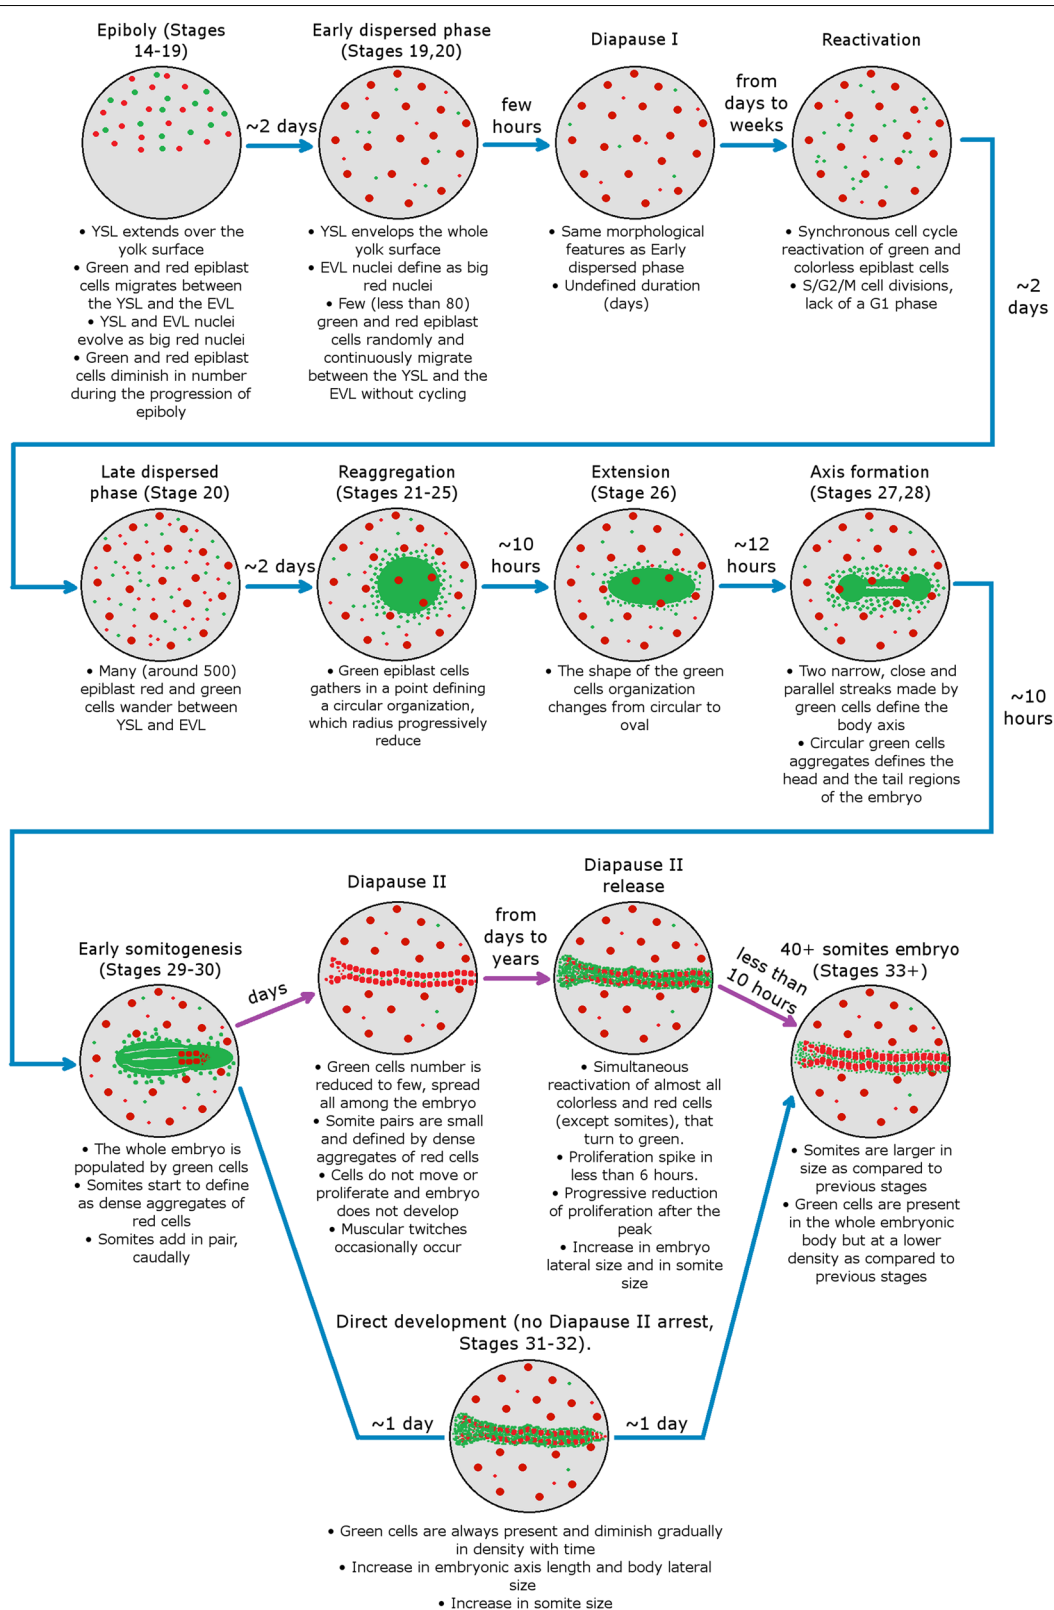 Epiboly (Stages
14-19)
~2 days
Early dispersed phase
(Stages 19,20)
few
hours
Diapause I
from
days to
weeks
Reactivation
• YSL extends over the
yolk surface
• Green and red epiblast
cells migrates between
the YSL and the EVL
• YSL and EVL nuclei
evolve as big red nuclei
• Green and red epiblast
cells diminish in number
during the progression of
epiboly
• YSL envelops the whole
yolk surface
• EVL nuclei define as big
red nuclei
• Few (less than 80)
green and red epiblast
cells randomly and
continuously migrate
between the YSL and the
EVL without cycling
• Same morphological
features as Early
dispersed phase
• Undefined duration
(days)
• Synchronous cell cycle
reactivation of green and
colorless epiblast cells
• S/G2/M cell divisions,
lack of a G1 phase
~2
days
Late dispersed
phase (Stage 20)
~2 days
Reaggregation
(Stages 21-25)
~10
hours
Extension
(Stage 26)
~12
hours
Axis formation
(Stages 27,28)
• Many (around 500)
epiblast red and green
cells wander between
YSL and EVL
• Green epiblast cells
gathers in a point defining
a circular organization,
which radius progressively
reduce
• The shape of the green
cells organization
changes from circular to
oval
• Two narrow, close and
parallel streaks made by
green cells define the
body axis
• Circular green cells
aggregates defines the
head and the tail regions
of the embryo
~10
hours
Early somitogenesis
(Stages 29-30)
days
Diapause II
from
days to
years
Diapause II
release
less than
10 hours
40+ somites embryo
(Stages 33+)
• The whole embryo is
populated by green cells
• Somites start to define
as dense aggregates of
red cells
• Somites add in pair,
caudally
• Green cells number is
reduced to few, spread
all among the embryo
• Somite pairs are small
and defined by dense
aggregates of red cells
• Cells do not move or
proliferate and embryo
does not develop
• Muscular twitches
occasionally occur
• Simultaneous
reactivation of almost all
colorless and red cells
(except somites), that
turn to green.
• Proliferation spike in
less than 6 hours.
• Progressive reduction
of proliferation after the
peak
• Increase in embryo
lateral size and in somite
size
• Somites are larger in
size as compared to
previous stages
• Green cells are present
in the whole embryonic
body but at a lower
density as compared to
previous stages
Direct development (no Diapause II arrest,
Stages 31-32).
~1 day
~1 day
• Green cells are always present and diminish gradually
in density with time
• Increase in embryonic axis length and body lateral
size
• Increase in somite size